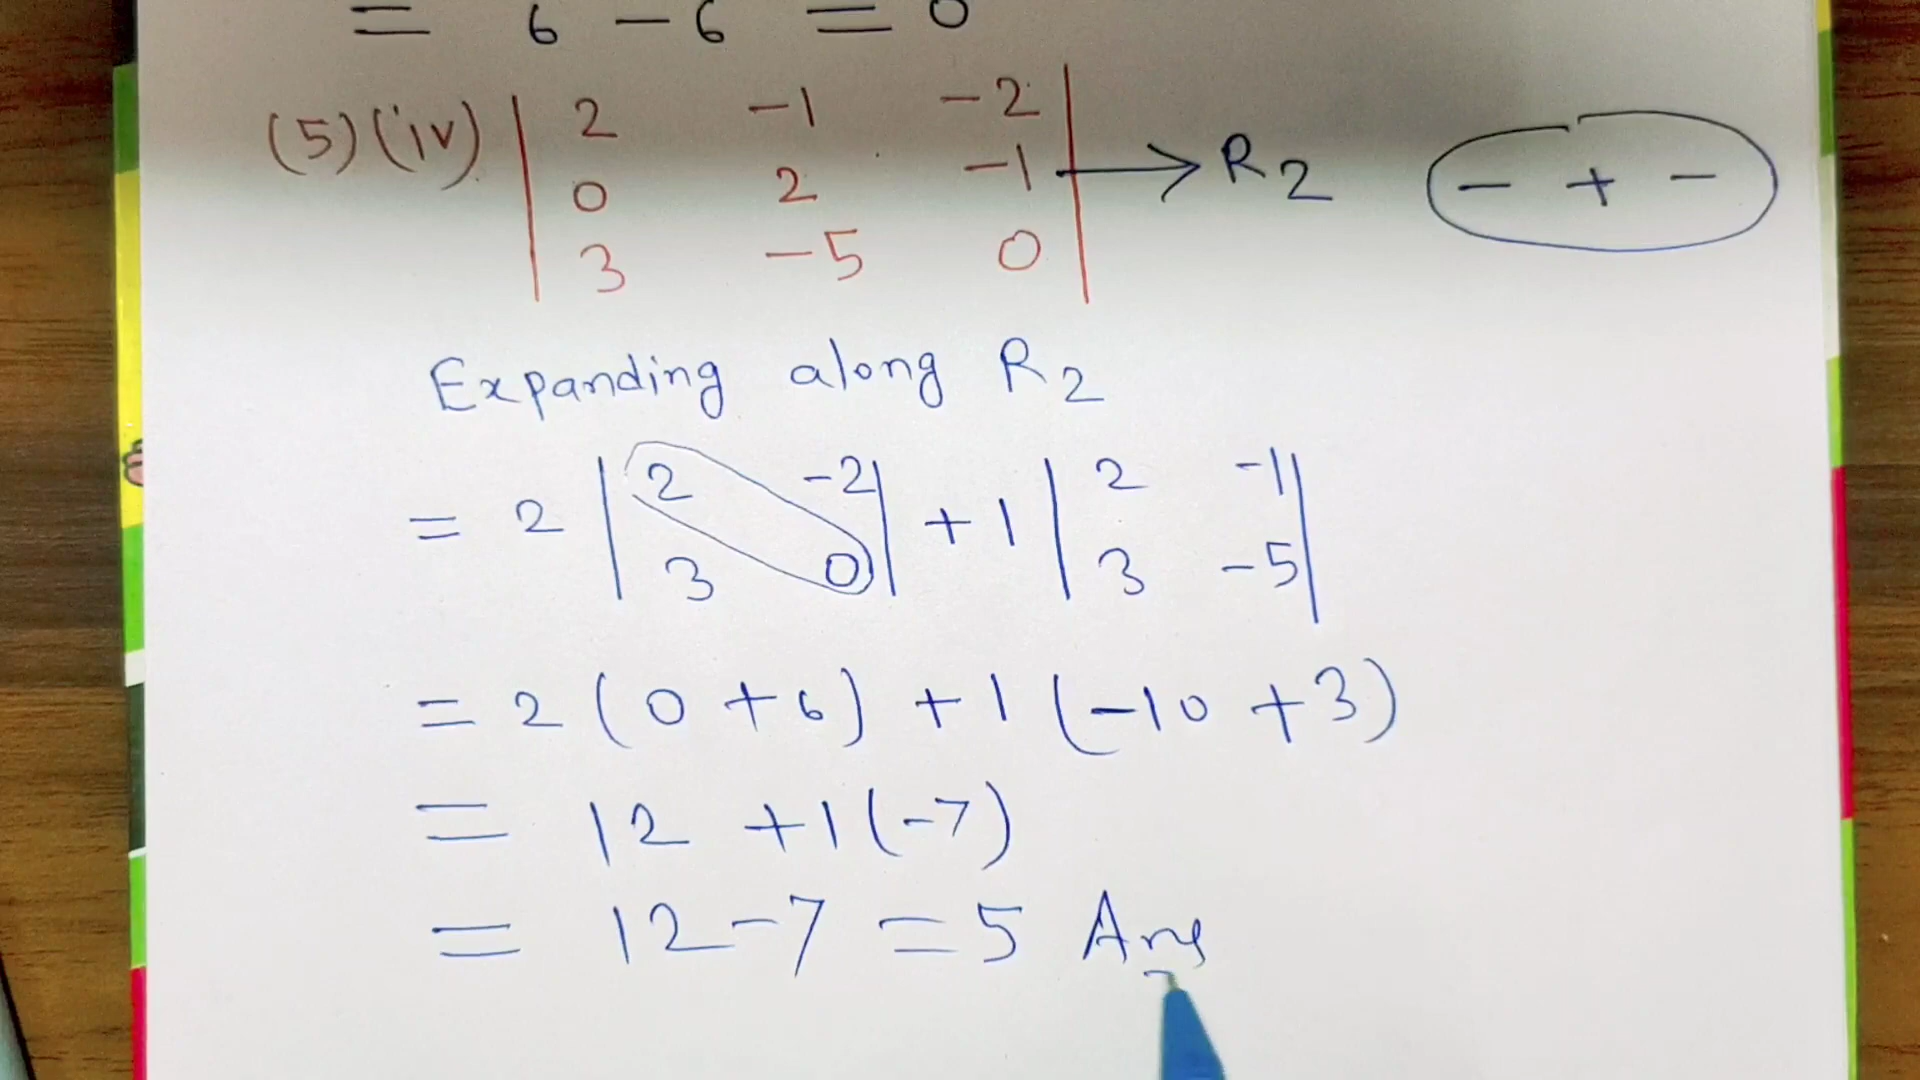 = 6 - 6 = 0
(5)(iv) | 2 -1 -2 |
| 0 2 -1 | → R2 - + -
| 3 -5 0 |
Expanding along R2
= 2 | 2 -2 | + 1 | 2 -1 |
| 3 0 | | 3 -5 |
= 2 (0 + 6) + 1 (-10 + 3)
= 12 + 1 (-7)
= 12 - 7 = 5 Ans